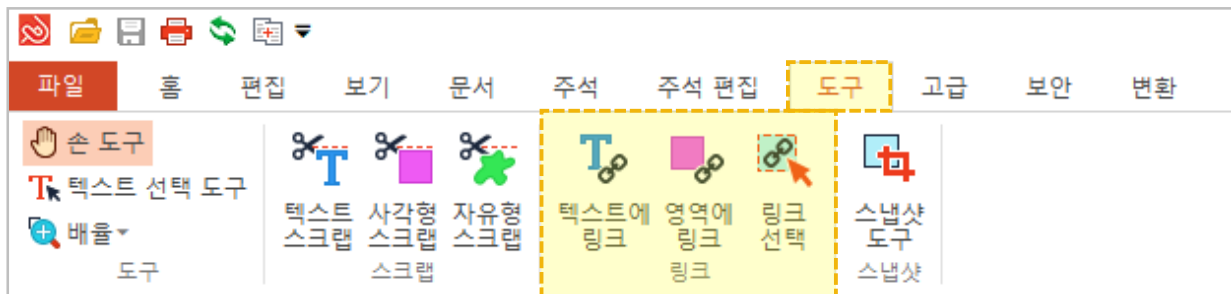 파일 홈 편집 보기 문서 주석 주석 편집 도구 고급 보안 변환
손 도구
텍스트 선택 도구
배율
도구
텍스트 사각형 자유형
스크랩 스크랩 스크랩
스크랩
텍스트에 영역에 링크
링크 링크 선택
링크
스냅샷
도구
스냅샷